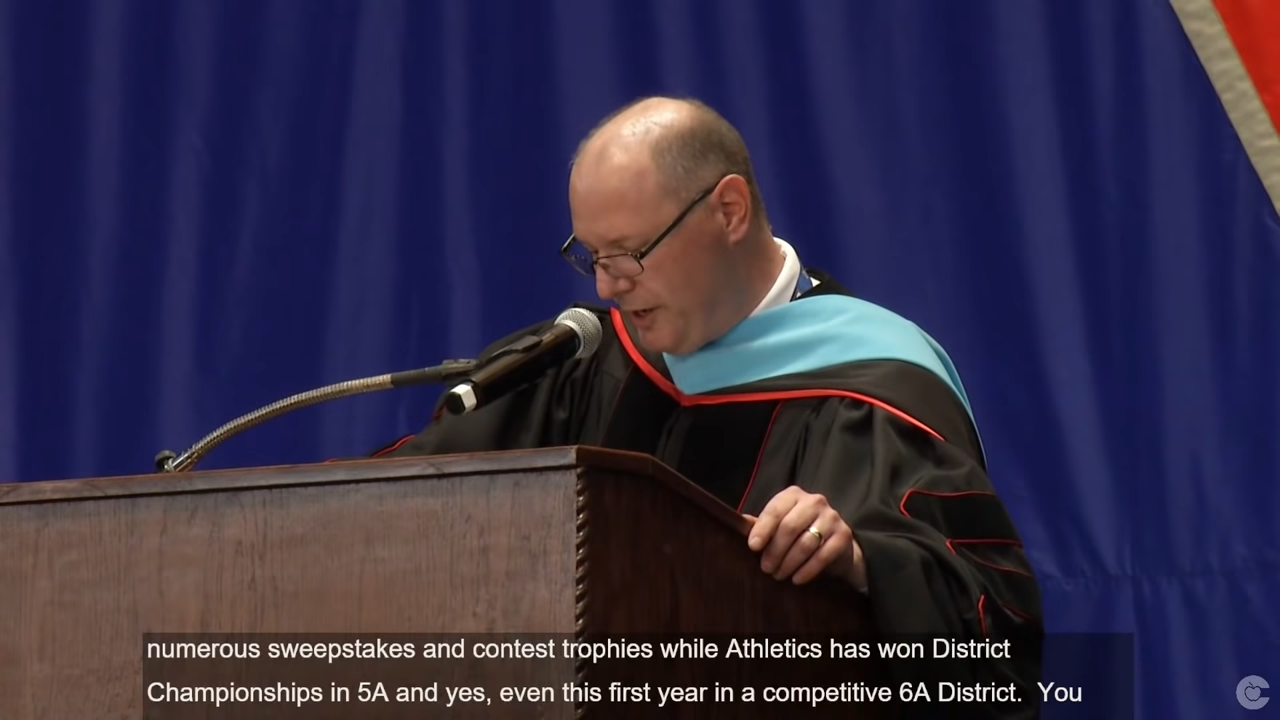 numerous sweepstakes and contest trophies while Athletics has won District
Championships in 5A and yes, even this first year in a competitive 6A District.  You